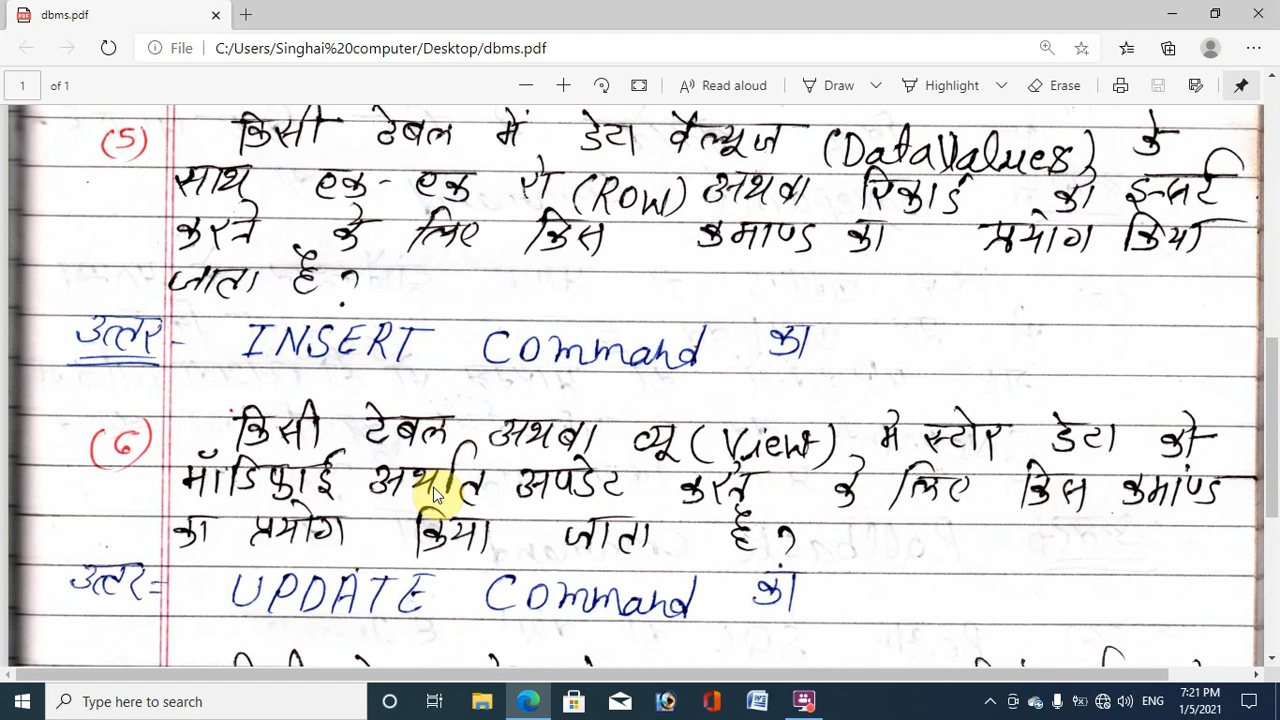 dbms.pdf
File
C:/Users/Singhai%20computer/Desktop/dbms.pdf
1 of 1
Read aloud
Draw
Highlight
Erase
(5) किसी टेबल में डेटा वैल्यूज (Data Values) के
साथ एक-एक रो (Row) अथवा रिकार्ड को इन्सर्ट
करने के लिए किस कमाण्ड का प्रयोग किया
जाता है?
उत्तर- INSERT Command का
(6) किसी टेबल अथवा व्यू (View) मे स्टोर डेटा को
मॉडिफाई अर्थात अपडेट करने के लिए किस कमांण्ड
का प्रयोग किया जाता है?
उत्तर= UPDATE Command कां
Type here to search
ENG
7:21 PM
1/5/2021